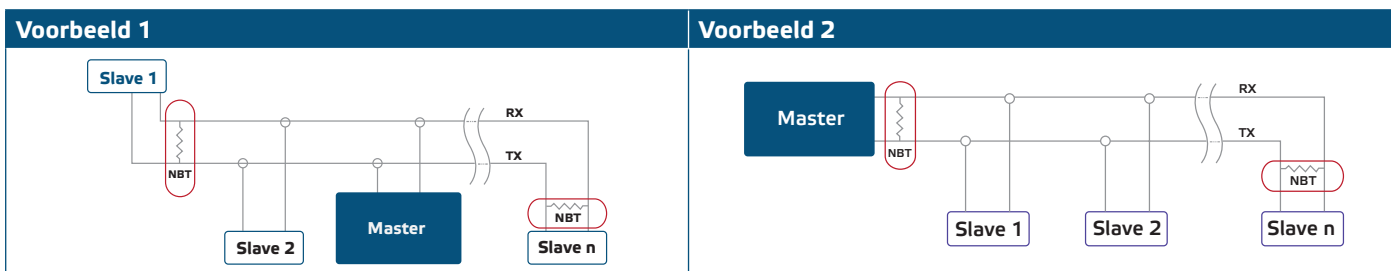 Voorbeeld 1
Slave 1
RX
TX
NBT
NBT
Master
Slave 2
Slave n
Voorbeeld 2
Master
RX
TX
NBT
NBT
Slave 1
Slave 2
Slave n